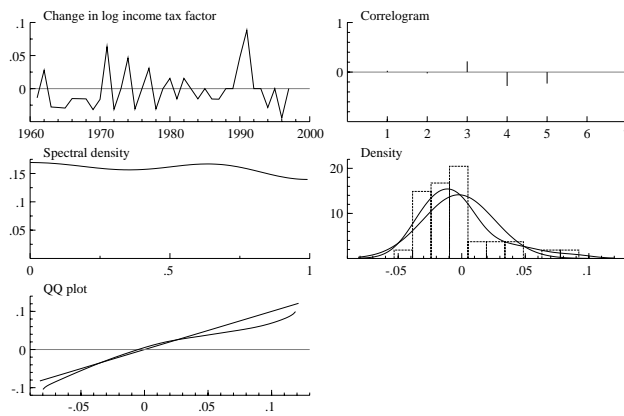 Change in log income tax factor
.1
.05
0
1960 1970 1980 1990 2000
Correlogram
1
0
1 2 3 4 5 6 7
Spectral density
.15
.1
.05
0 .5 1
Density
20
10
-.05 0 .05 .1
QQ plot
.1
0
-.1
-.05 0 .05 .1